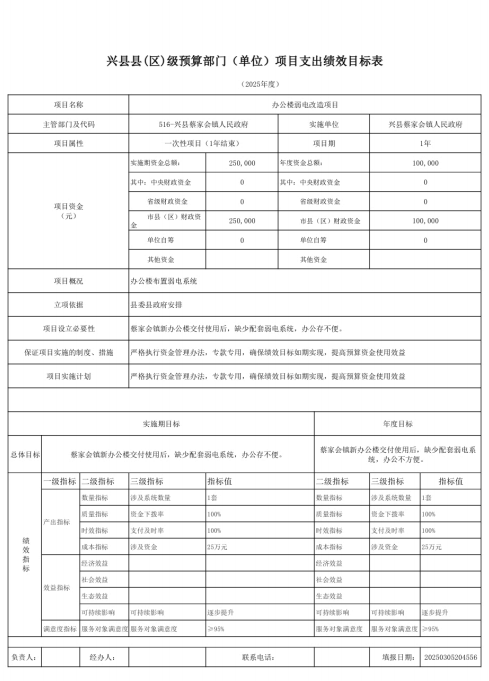 兴县县(区)级预算部门（单位）项目支出绩效目标表
（2025年度）
项目名称 办公楼弱电改造项目
主管部门及代码 516-兴县蔡家会镇人民政府 实施单位 兴县蔡家会镇人民政府
项目属性 一次性项目（1年结束） 项目期 1年
项目资金
（元）
实施期资金总额： 250,000 年度资金总额： 100,000
其中：中央财政资金 0 其中：中央财政资金 0
省级财政资金 0 省级财政资金 0
市县（区）财政资金 250,000 市县（区）财政资金 100,000
单位自筹 0 单位自筹 0
其他资金 其他资金
项目概况 办公楼布置弱电系统
立项依据 县委县政府安排
项目设立必要性 蔡家会镇新办公楼交付使用后，缺少配套弱电系统，办公存不便。
保证项目实施的制度、措施 严格执行资金管理办法，专款专用，确保绩效目标如期实现，提高预算资金使用效益
项目实施计划 严格执行资金管理办法，专款专用，确保绩效目标如期实现，提高预算资金使用效益
实施期目标 年度目标
总体目标 蔡家会镇新办公楼交付使用后，缺少配套弱电系统，办公存不便。 蔡家会镇新办公楼交付使用后，缺少配套弱电系统，办公不方便。
绩效指标
一级指标 二级指标 三级指标 指标值 二级指标 三级指标 指标值
产出指标
数量指标 涉及系统数量 1套 数量指标 涉及系统数量 1套
质量指标 资金下拨率 100% 质量指标 资金下拨率 100%
时效指标 支付及时率 100% 时效指标 支付及时率 100%
成本指标 涉及资金 25万元 成本指标 涉及资金 25万元
效益指标
经济效益 经济效益
社会效益 社会效益
生态效益 生态效益
可持续影响 可持续影响 逐步提升 可持续影响 可持续影响 逐步提升
满意度指标 服务对象满意度 服务对象满意度 ≥95% 服务对象满意度 服务对象满意度 ≥95%
负责人： 经办人： 联系电话： 填报日期： 20250305204556